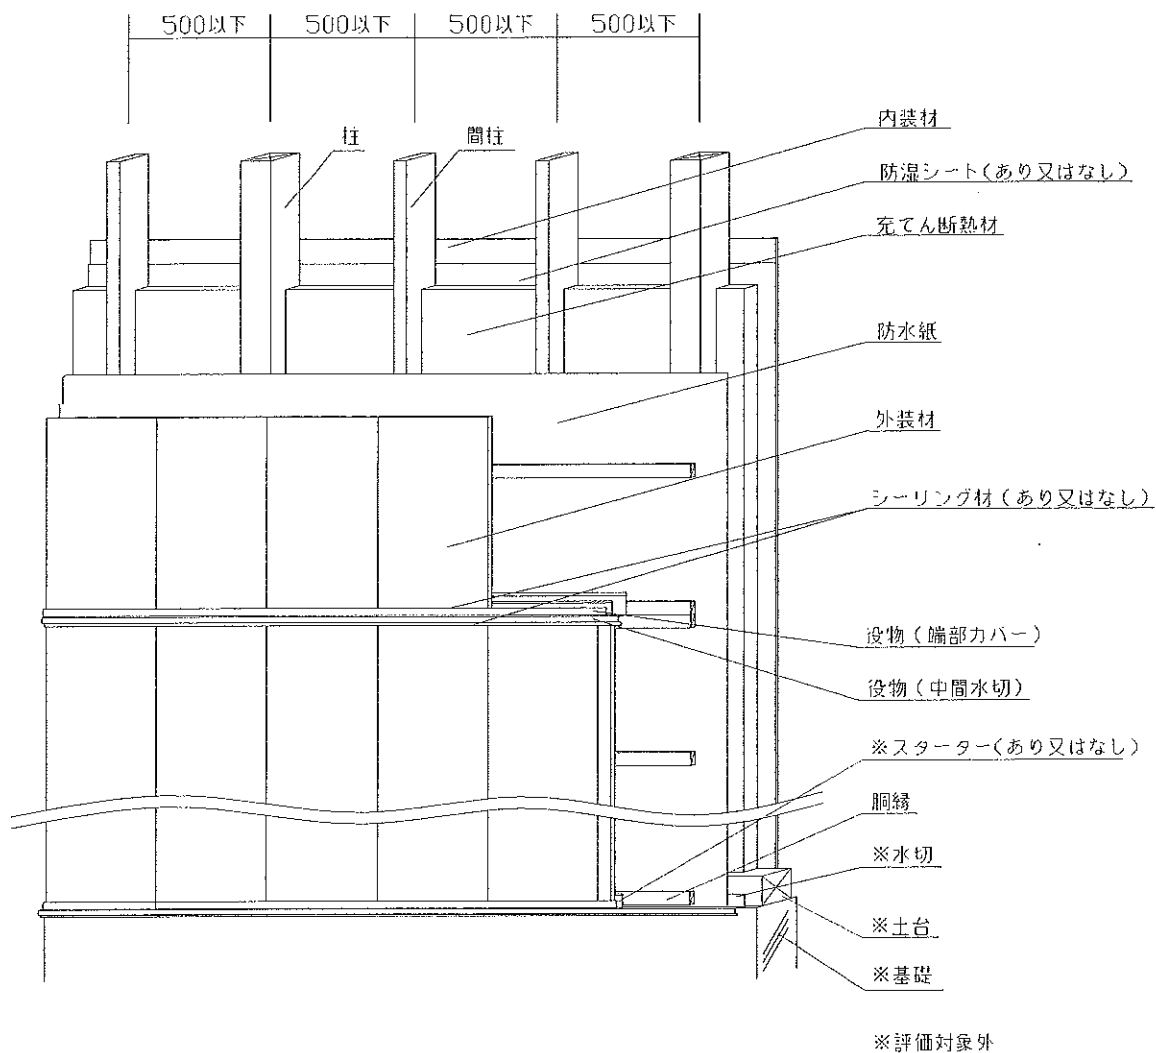 500以下 500以下 500以下 500以下
柱
間柱
内装材
防湿シート(あり又はなし)
充てん断熱材
防水紙
外装材
シーリング材(あり又はなし)
役物(端部カバー)
役物(中間水切)
※スターター(あり又はなし)
胴縁
※水切
※土台
※基礎
※評価対象外